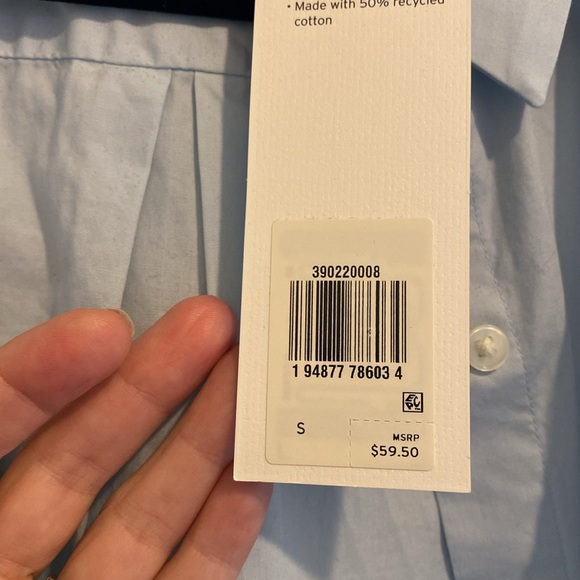 • Made with 50% recycled
cotton
390220008
1 94877 78603 4
S
MSRP
$59.50